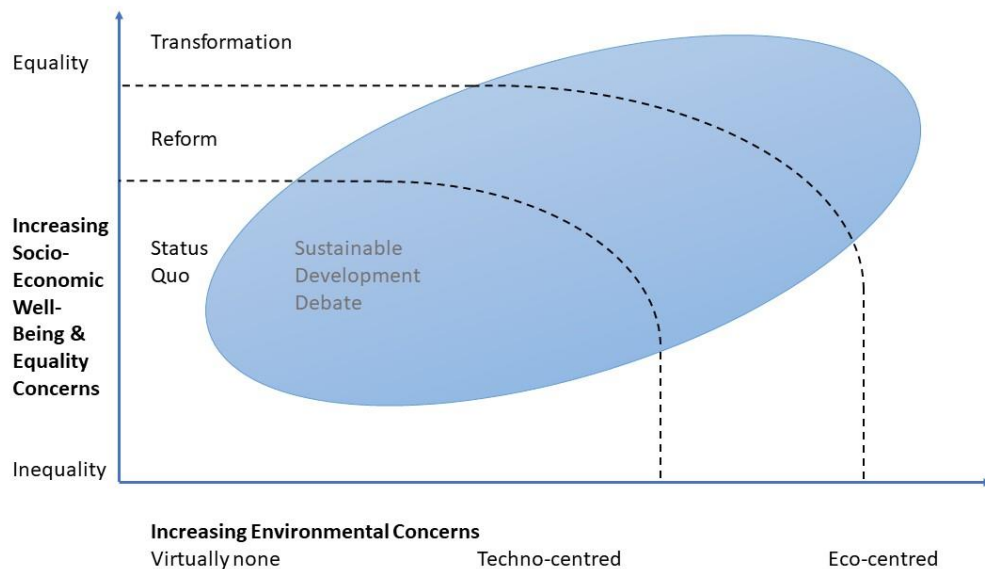 Transformation
Equality
Reform
Increasing
Socio-
Economic
Well-
Being &
Equality
Concerns
Status
Quo
Sustainable
Development
Debate
Inequality
Increasing Environmental Concerns
Virtually none
Techno-centred
Eco-centred